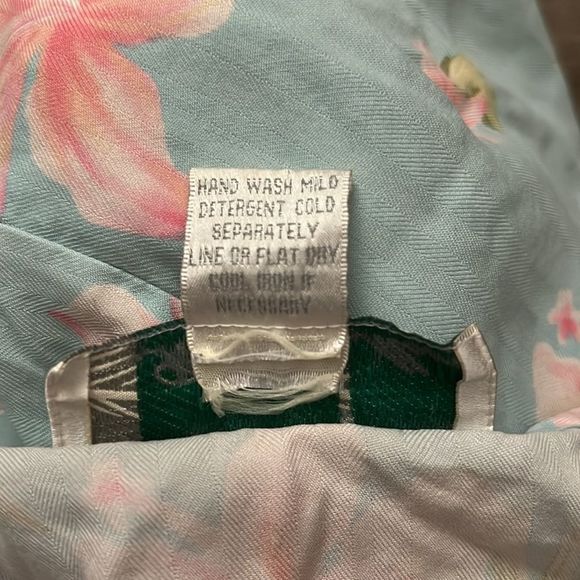 HAND WASH MILD
DETERGENT COLD
SEPARATELY
LINE OR FLAT DRY
COOL IRON IF
NECESSARY